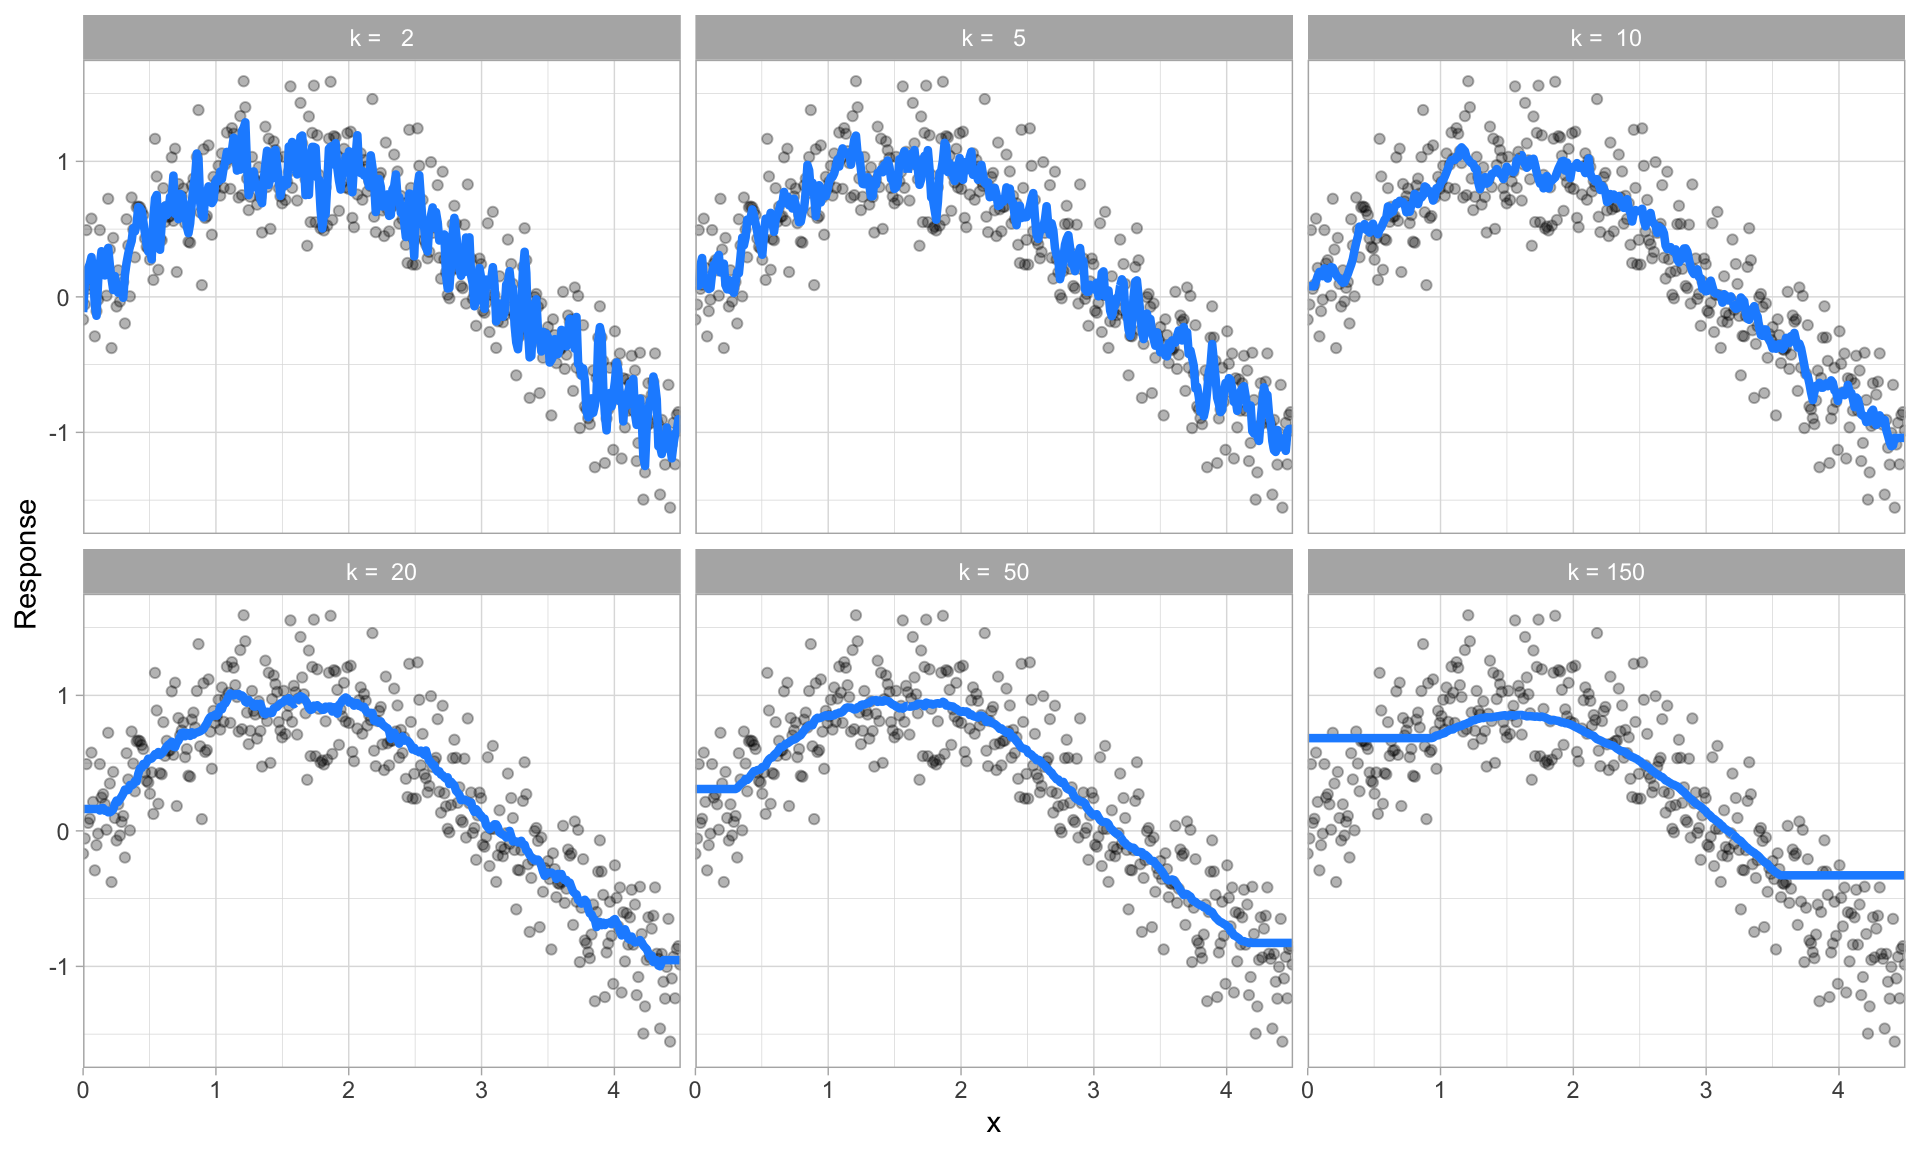 k = 2
k = 5
k = 10
1
0
-1
Response
k = 20
k = 50
k = 150
1
0
-1
0 1 2 3 4 0 1 2 3 4 0 1 2 3 4
x